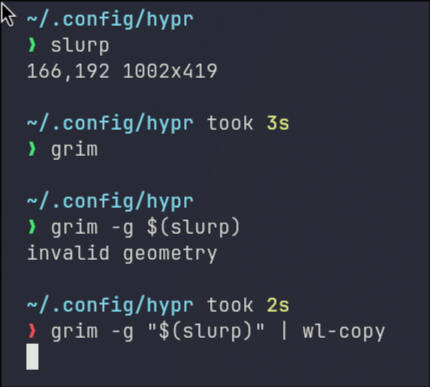 ~/.config/hypr
❯ slurp
166,192 1002x419
~/.config/hypr took 3s
❯ grim
~/.config/hypr
❯ grim -g $(slurp)
invalid geometry
~/.config/hypr took 2s
❯ grim -g "$(slurp)" | wl-copy